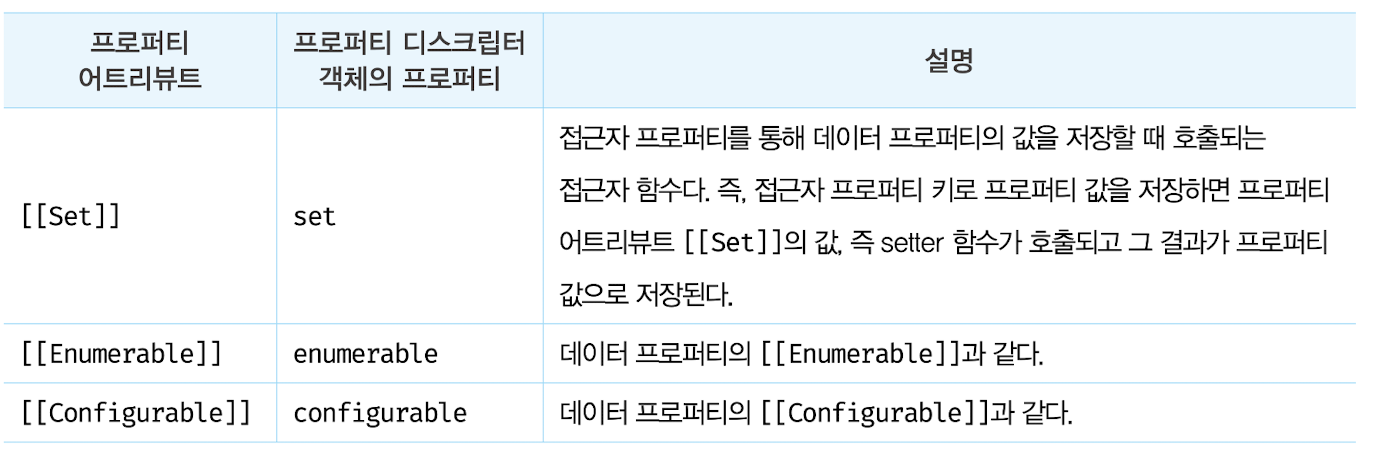 프로퍼티
어트리뷰트
프로퍼티 디스크립터
객체의 프로퍼티
설명
[[Set]]
set
접근자 프로퍼티를 통해 데이터 프로퍼티의 값을 저장할 때 호출되는
접근자 함수다. 즉, 접근자 프로퍼티 키로 프로퍼티 값을 저장하면 프로퍼티
어트리뷰트 [[Set]]의 값, 즉 setter 함수가 호출되고 그 결과가 프로퍼티
값으로 저장된다.
[[Enumerable]]
enumerable
데이터 프로퍼티의 [[Enumerable]]과 같다.
[[Configurable]]
configurable
데이터 프로퍼티의 [[Configurable]]과 같다.